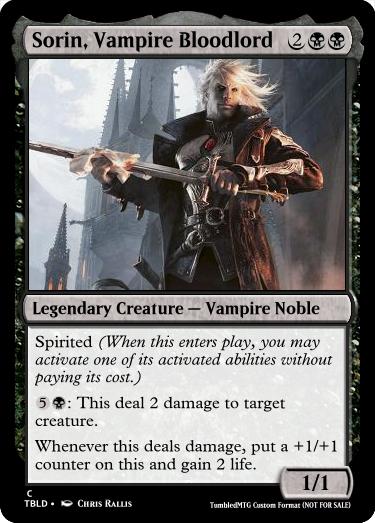 Sorin, Vampire Bloodlord 2
Legendary Creature — Vampire Noble
Spirited (When this enters play, you may
activate one of its activated abilities without
paying its cost.)
5 : This deal 2 damage to target
creature.
Whenever this deals damage, put a +1/+1
counter on this and gain 2 life.
1/1
C
TBLD • Chris Rallis
TumbledMTG Custom Format (NOT FOR SALE)